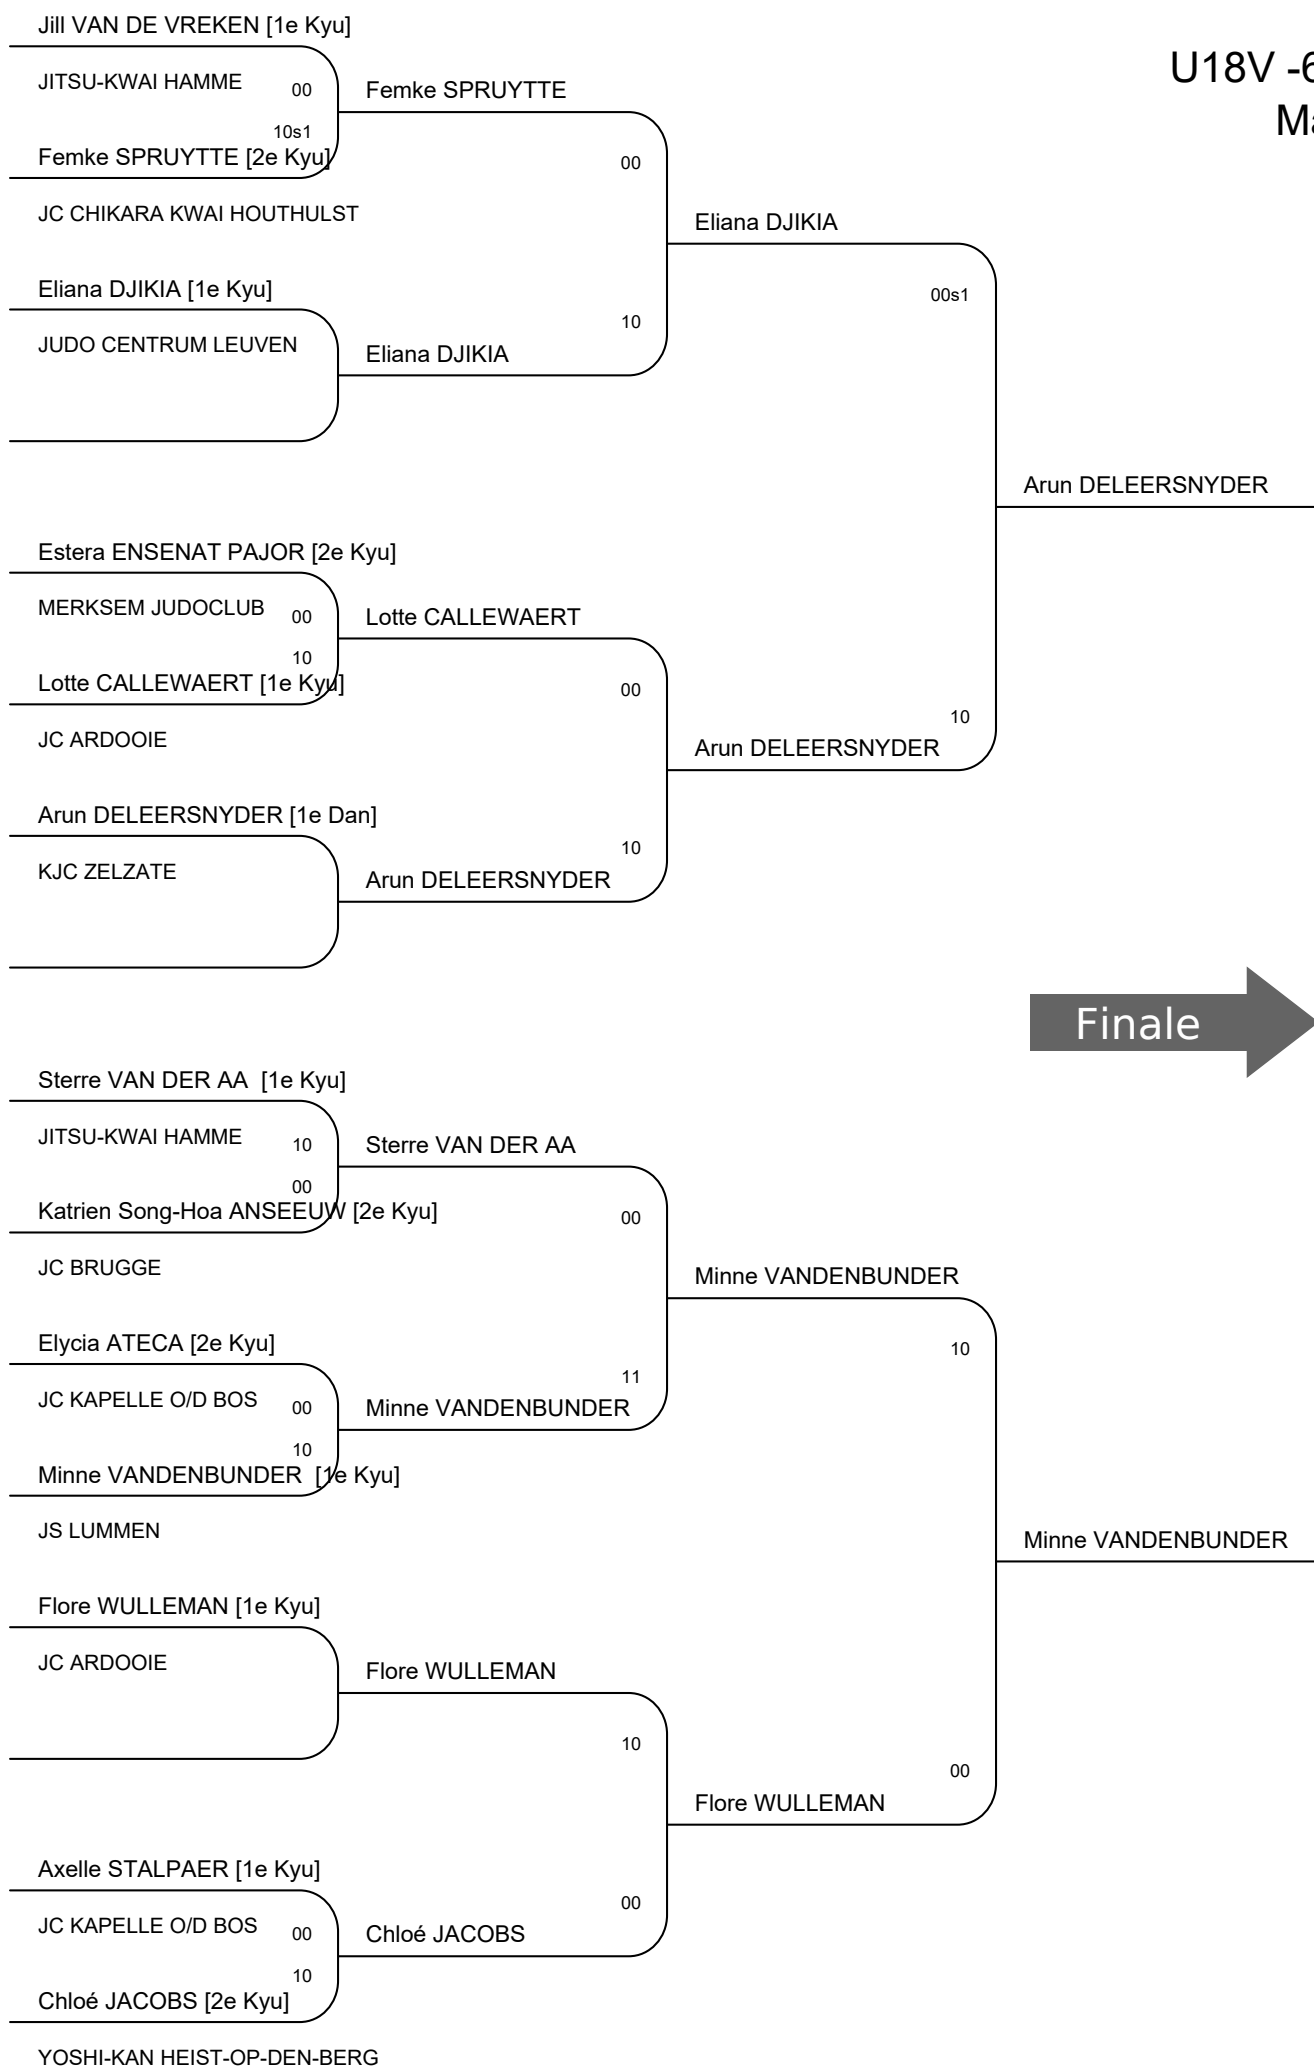 Jill VAN DE VREKEN [1e Kyu]
JITSU-KWAI HAMME
00
10s1
Femke SPRUYTTE [2e Kyu]
JC CHIKARA KWAI HOUTHULST
Eliana DJIKIA [1e Kyu]
JUDO CENTRUM LEUVEN
Estera ENSENAT PAJOR [2e Kyu]
MERKSEM JUDOCLUB
00
10
Lotte CALLEWAERT [1e Kyu]
JC ARDOOIE
Arun DELEERSNYDER [1e Dan]
KJC ZELZATE
Sterre VAN DER AA [1e Kyu]
JITSU-KWAI HAMME
10
00
Katrien Song-Hoa ANSEEUW [2e Kyu]
JC BRUGGE
Elycia ATECA [2e Kyu]
JC KAPELLE O/D BOS
00
10
Minne VANDENBUNDER [1e Kyu]
JS LUMMEN
Flore WULLEMAN [1e Kyu]
JC ARDOOIE
Axelle STALPAER [1e Kyu]
JC KAPELLE O/D BOS
00
10
Chloé JACOBS [2e Kyu]
YOSHI-KAN HEIST-OP-DEN-BERG
Femke SPRUYTTE
00
10
Eliana DJIKIA
Lotte CALLEWAERT
00
10
Arun DELEERSNYDER
Sterre VAN DER AA
00
11
Minne VANDENBUNDER
Flore WULLEMAN
10
00
Chloé JACOBS
Eliana DJIKIA
00s1
10
Arun DELEERSNYDER
Minne VANDENBUNDER
10
00
Flore WULLEMAN
U18V -6
Ma
Arun DELEERSNYDER
Finale
Minne VANDENBUNDER